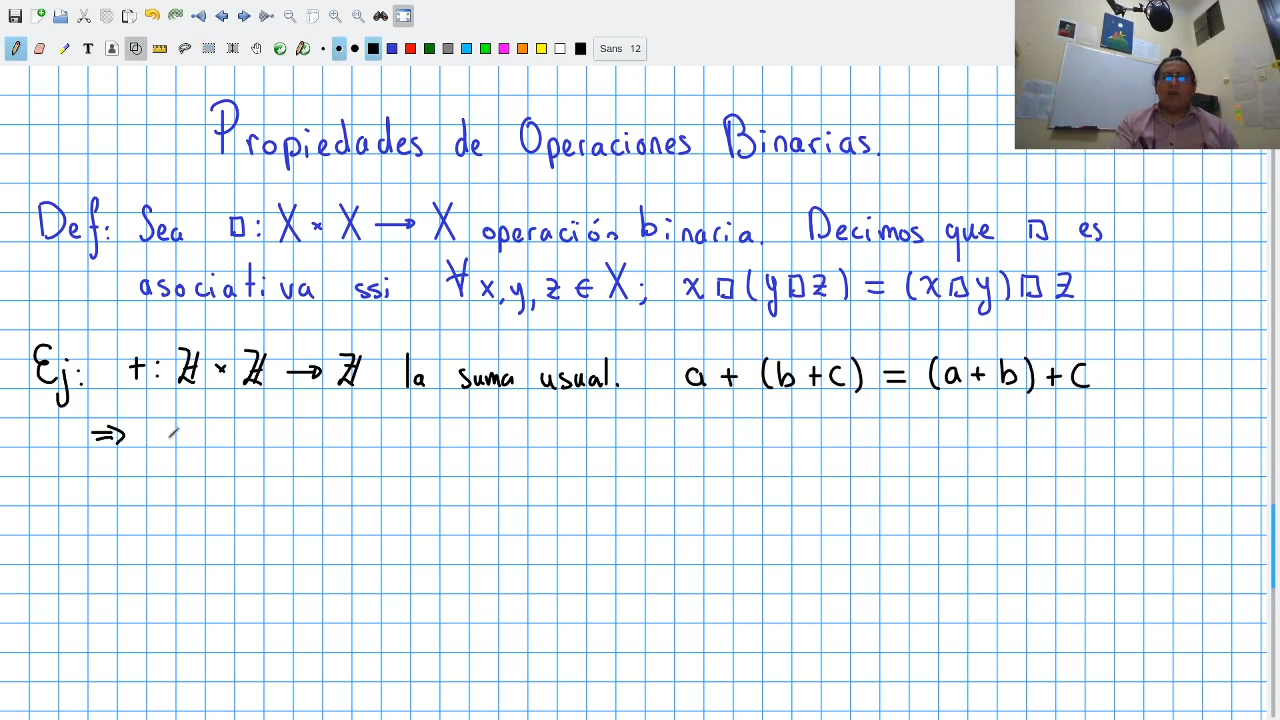 Sans 12
Propiedades de Operaciones Binarias.
Def: Sea □: X × X → X operación binaria. Decimos que □ es
asociativa ssi ∀ x, y, z ∈ X; x □ (y □ z) = (x □ y) □ z
Ej: +: ℤ × ℤ → ℤ la suma usual. a + (b + c) = (a + b) + c
⇒